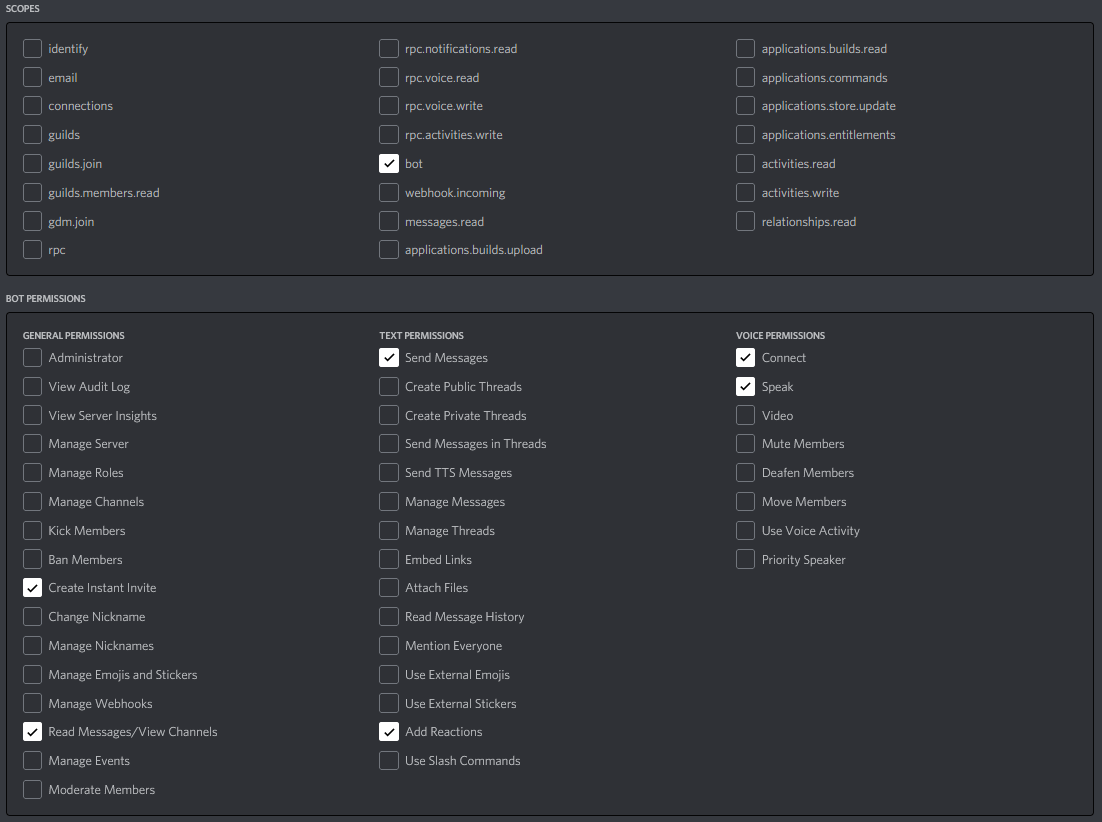 SCOPES
identify
email
connections
guilds
guilds.join
guilds.members.read
gdm.join
rpc
rpc.notifications.read
rpc.voice.read
rpc.voice.write
rpc.activities.write
bot
webhook.incoming
messages.read
applications.builds.upload
applications.builds.read
applications.commands
applications.store.update
applications.entitlements
activities.read
activities.write
relationships.read
BOT PERMISSIONS
GENERAL PERMISSIONS
Administrator
View Audit Log
View Server Insights
Manage Server
Manage Roles
Manage Channels
Kick Members
Ban Members
Create Instant Invite
Change Nickname
Manage Nicknames
Manage Emojis and Stickers
Manage Webhooks
Read Messages/View Channels
Manage Events
Moderate Members
TEXT PERMISSIONS
Send Messages
Create Public Threads
Create Private Threads
Send Messages in Threads
Send TTS Messages
Manage Messages
Manage Threads
Embed Links
Attach Files
Read Message History
Mention Everyone
Use External Emojis
Use External Stickers
Add Reactions
Use Slash Commands
VOICE PERMISSIONS
Connect
Speak
Video
Mute Members
Deafen Members
Move Members
Use Voice Activity
Priority Speaker